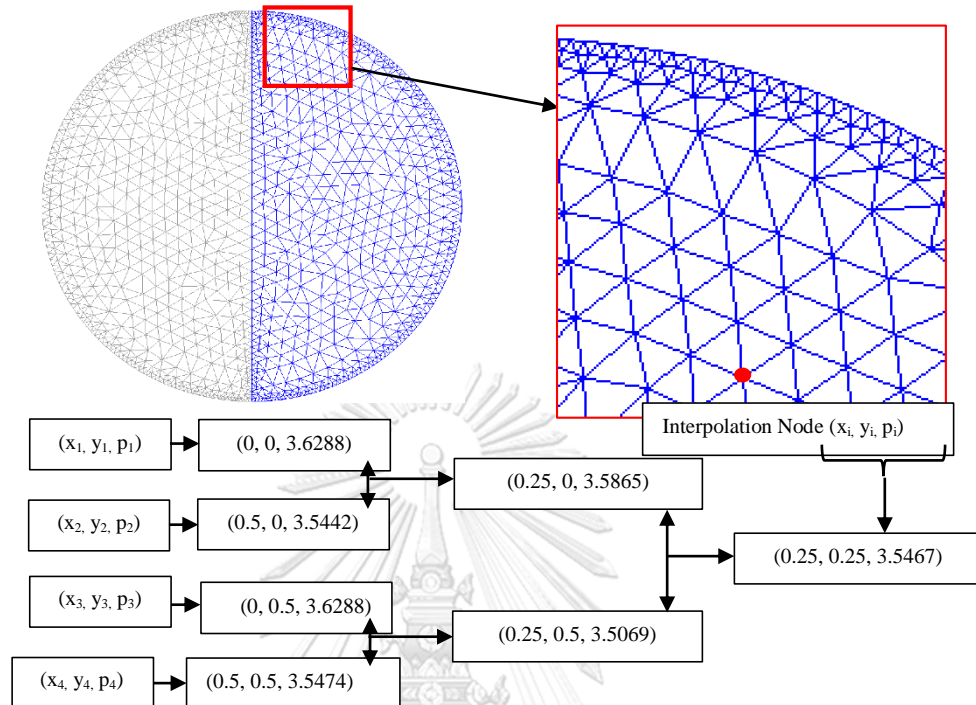 Interpolation Node (xᵢ, yᵢ, pᵢ)
(x₁, y₁, p₁)
(0, 0, 3.6288)
(0.25, 0, 3.5865)
(x₂, y₂, p₂)
(0.5, 0, 3.5442)
(0.25, 0.25, 3.5467)
(x₃, y₃, p₃)
(0, 0.5, 3.6288)
(0.25, 0.5, 3.5069)
(x₄, y₄, p₄)
(0.5, 0.5, 3.5474)